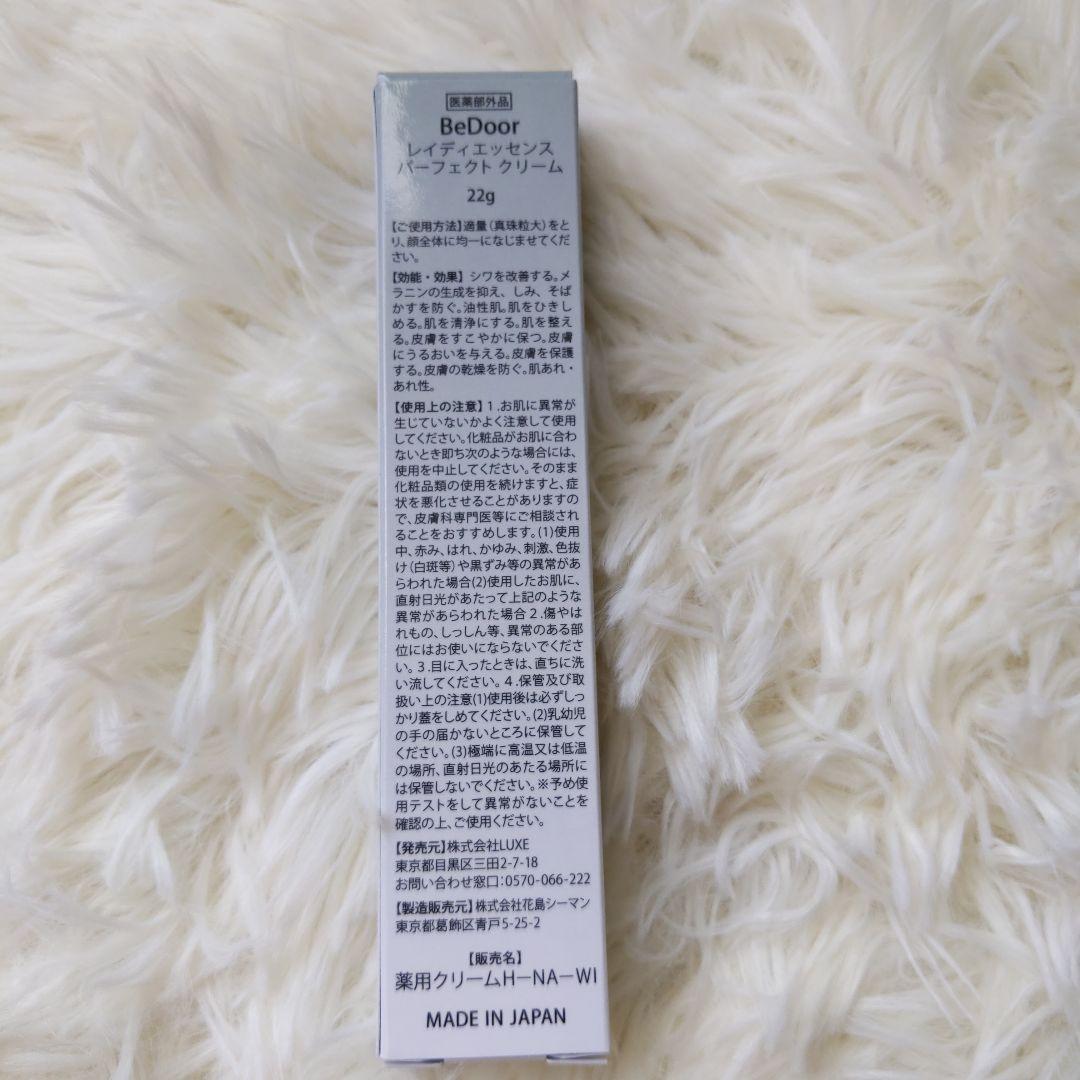 医薬部外品
BeDoor
レイディエッセンス
パーフェクト クリーム
22g
【ご使用方法】適量(真珠粒大)をと
り、顔全体に均一になじませてくだ
さい。
【効能・効果】 シワを改善する。メ
ラニンの生成を抑え、しみ、そば
かすを防ぐ。油性肌。肌をひきし
める。肌を清浄にする。肌を整え
る。皮膚をすこやかに保つ。皮膚
にうるおいを与える。皮膚を保護
する。皮膚の乾燥を防ぐ。肌あれ・
あれ性。
【使用上の注意】1.お肌に異常が
生じていないかよく注意して使用
してください。化粧品がお肌に合わ
ないとき即ち次のような場合には、
使用を中止してください。そのまま
化粧品類の使用を続けますと、症
状を悪化させることがありますの
で、皮膚科専門医等にご相談され
ることをおすすめします。(1)使用
中、赤み、はれ、かゆみ、刺激、色抜
け(白斑等)や黒ずみ等の異常があ
らわれた場合(2)使用したお肌に、
直射日光があたって上記のような
異常があらわれた場合 2.傷やは
れもの、しっしん等、異常のある部
位にはお使いにならないでくださ
い。3.目に入ったときは、直ちに洗
い流してください。4.保管及び取
扱い上の注意(1)使用後は必ずしっ
かり蓋をしめてください。(2)乳幼児
の手の届かないところに保管して
ください。(3)極端に高温又は低温
の場所、直射日光のあたる場所に
は保管しないでください。※予め使
用テストをして異常がないことを
確認の上、ご使用ください。
【発売元】株式会社LUXE
東京都目黒区三田2-7-18
お問い合わせ窓口:0570-066-222
【製造販売元】株式会社花島シーマン
東京都葛飾区青戸5-25-2
【販売名】
薬用クリームH－NA－WI
MADE IN JAPAN